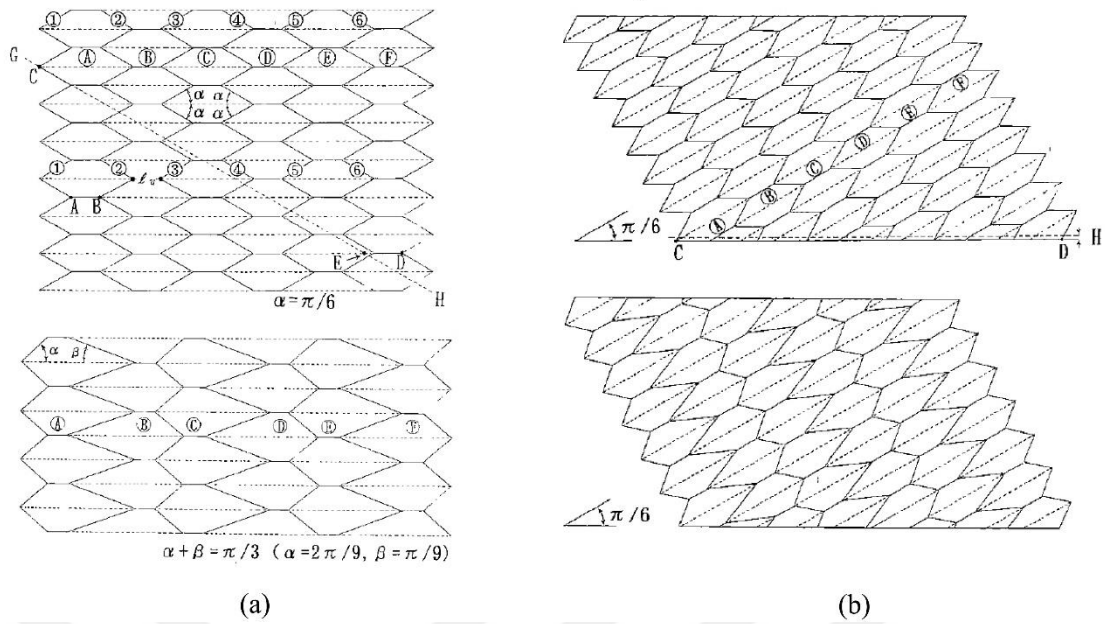 ① ② ③ ④ ⑤ ⑥
G
C
Ⓐ Ⓑ Ⓒ Ⓓ Ⓔ Ⓕ
α α
α α
① ② ℓv ③ ④ ⑤ ⑥
A B
E D
H
α=π/6
α β
Ⓐ Ⓑ Ⓒ Ⓓ Ⓔ Ⓕ
α+β=π/3 (α=2π/9, β=π/9)
(a)
Ⓕ
Ⓔ
Ⓓ
Ⓒ
Ⓑ
Ⓐ
π/6
C D H
π/6
(b)